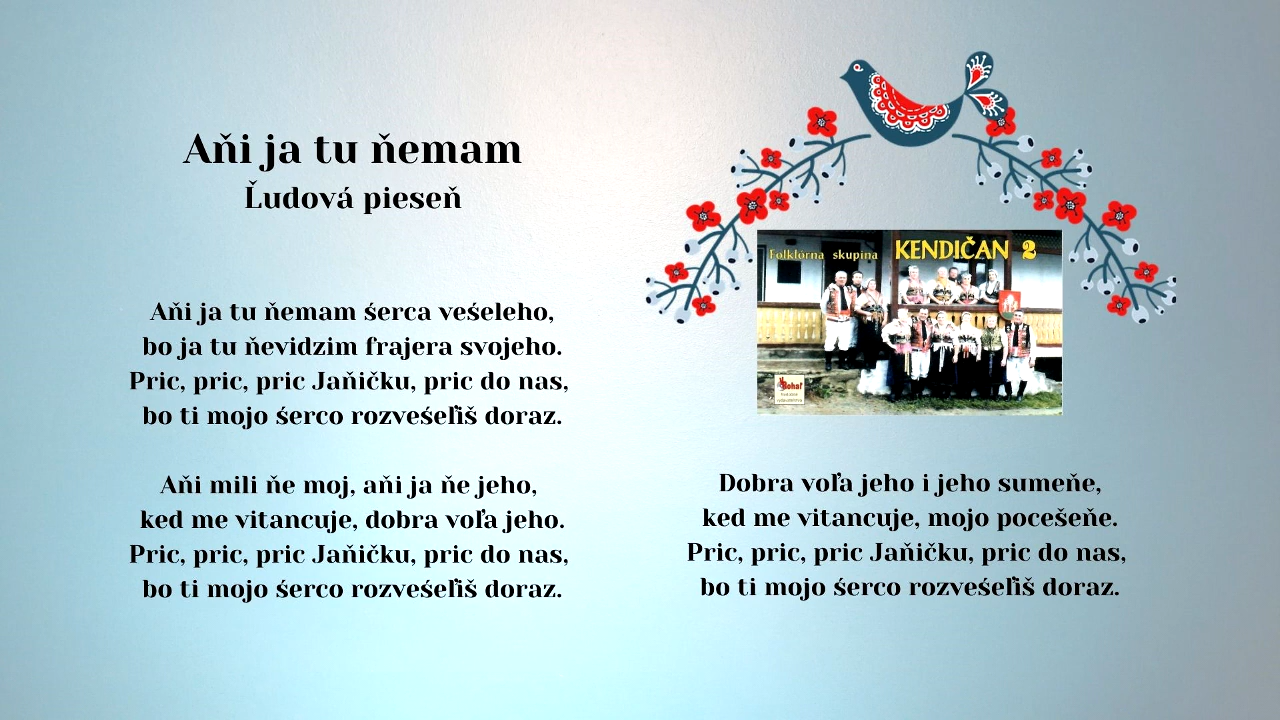 Aňi ja tu ňemam
Ľudová pieseň
Aňi ja tu ňemam śerca veśeleho,
bo ja tu ňevidzim frajera svojeho.
Pric, pric, pric Jaňičku, pric do nas,
bo ti mojo śerco rozveśeľiš doraz.
Aňi mili ňe moj, aňi ja ňe jeho,
ked me vitancuje, dobra voľa jeho.
Pric, pric, pric Jaňičku, pric do nas,
bo ti mojo śerco rozveśeľiš doraz.
Folklórna skupina KENDIČAN 2
Bohať
Dobra voľa jeho i jeho sumeňe,
ked me vitancuje, mojo pocešeňe.
Pric, pric, pric Jaňičku, pric do nas,
bo ti mojo śerco rozveśeľiš doraz.